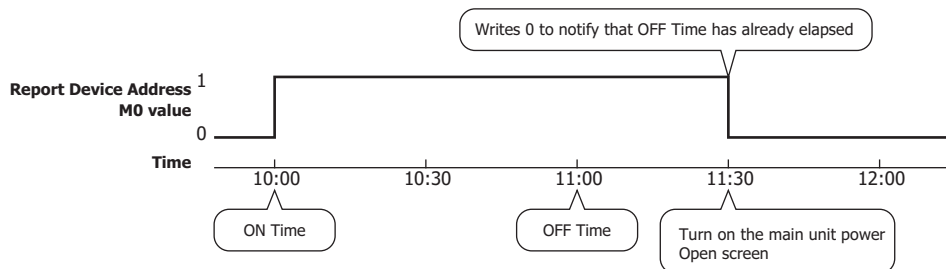 Writes 0 to notify that OFF Time has already elapsed
Report Device Address
M0 value
1
0
Time
10:00
10:30
11:00
11:30
12:00
ON Time
OFF Time
Turn on the main unit power
Open screen